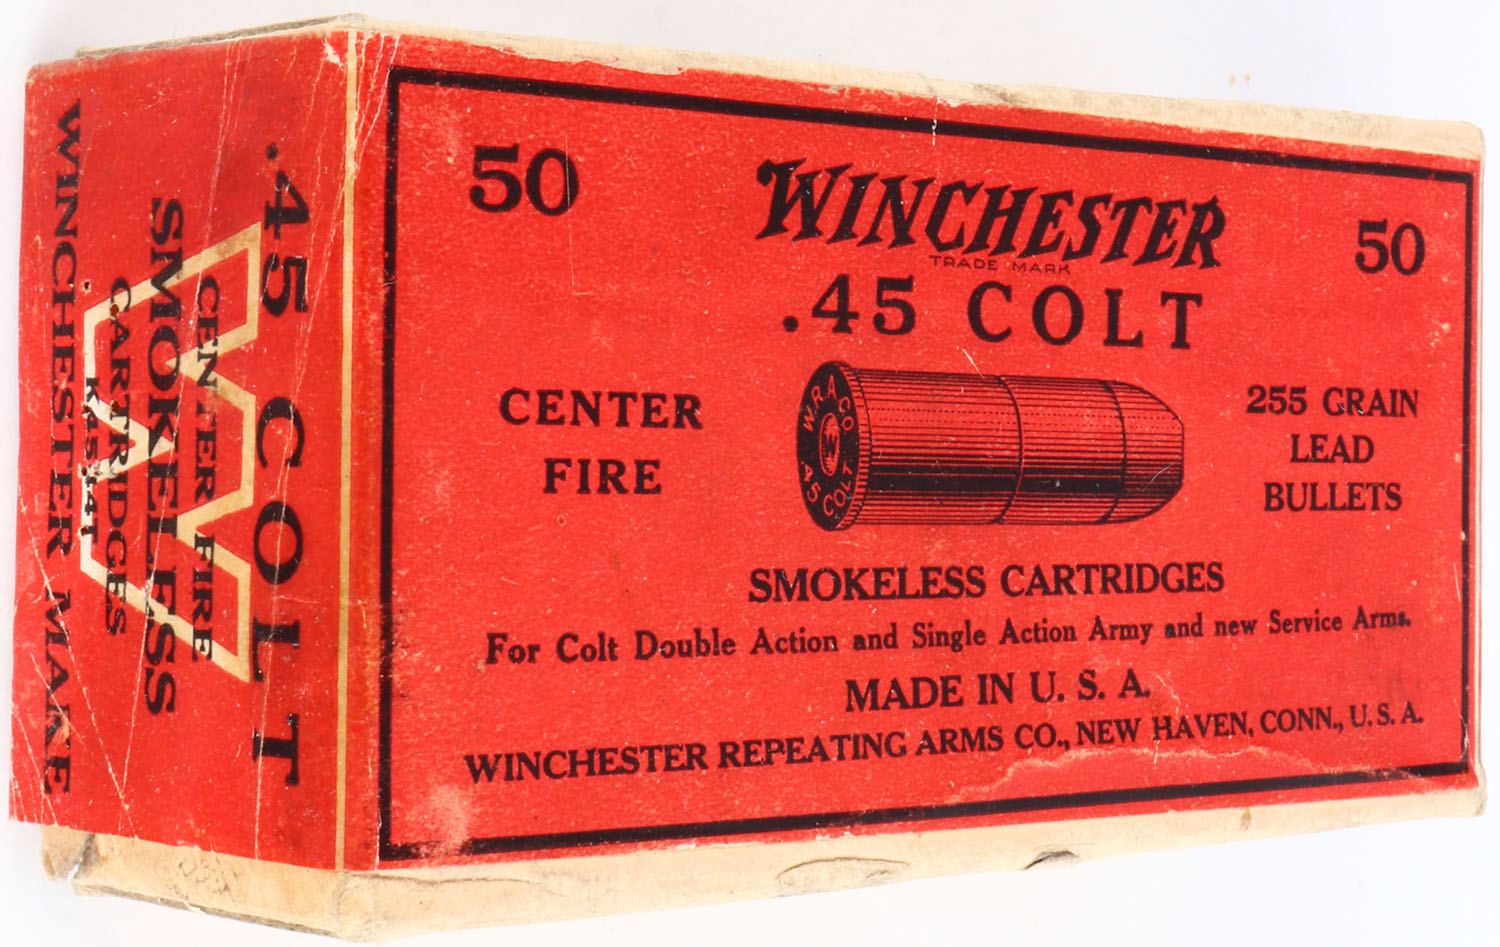 50
WINCHESTER
TRADE MARK
50
.45 COLT
CENTER
FIRE
W.R.A.CO.
W
45 COLT
255 GRAIN
LEAD
BULLETS
SMOKELESS CARTRIDGES
For Colt Double Action and Single Action Army and new Service Arms.
MADE IN U. S. A.
WINCHESTER REPEATING ARMS CO., NEW HAVEN, CONN., U. S. A.
.45 COLT
W
CENTER FIRE
SMOKELESS
CARTRIDGES
WINCHESTER MAKE